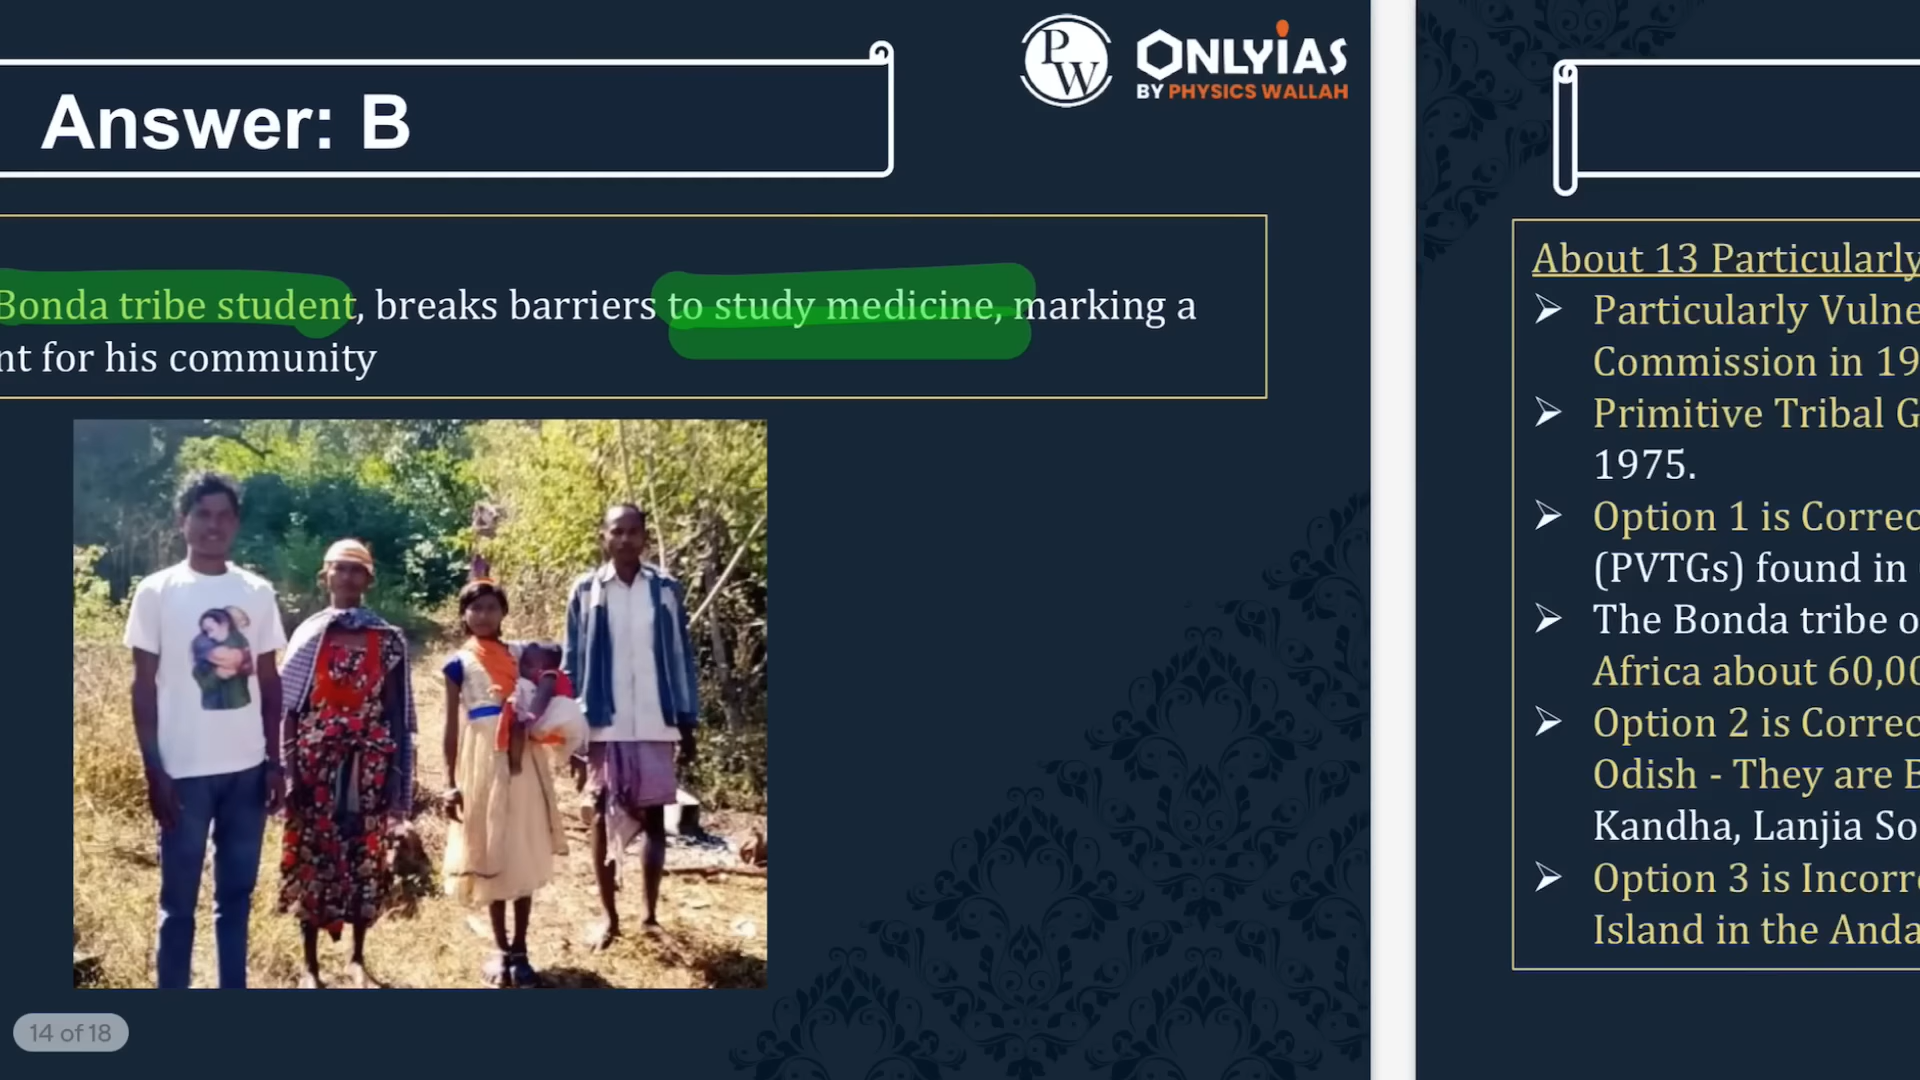 PW
ONLYiAS
BY PHYSICS WALLAH
Answer: B
Bonda tribe student, breaks barriers to study medicine, marking a
nt for his community
14 of 18
About 13 Particularly
Particularly Vulne
Commission in 19
Primitive Tribal G
1975.
Option 1 is Correc
(PVTGs) found in
The Bonda tribe o
Africa about 60,00
Option 2 is Correc
Odish - They are B
Kandha, Lanjia So
Option 3 is Incorre
Island in the Anda